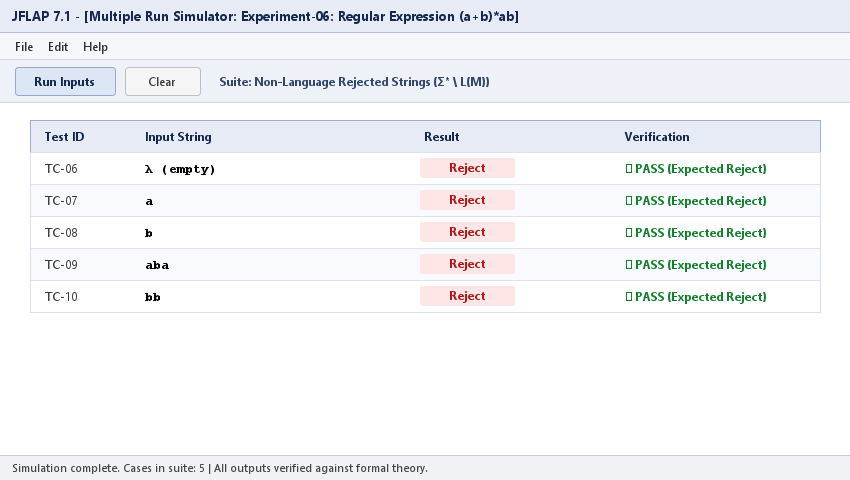 JFLAP 7.1 - [Multiple Run Simulator: Experiment-06: Regular Expression (a+b)*ab]
File Edit Help
Run Inputs Clear Suite: Non-Language Rejected Strings (Σ* \ L(M))
Test ID Input String Result Verification
TC-06 λ (empty) Reject PASS (Expected Reject)
TC-07 a Reject PASS (Expected Reject)
TC-08 b Reject PASS (Expected Reject)
TC-09 aba Reject PASS (Expected Reject)
TC-10 bb Reject PASS (Expected Reject)
Simulation complete. Cases in suite: 5 | All outputs verified against formal theory.